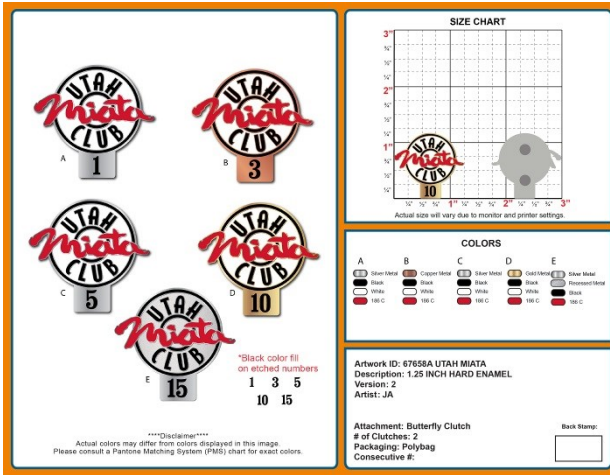 UTAH
Miata
CLUB
A
1
UTAH
Miata
CLUB
B
3
UTAH
Miata
CLUB
C
5
UTAH
Miata
CLUB
D
10
UTAH
Miata
CLUB
E
15
*Black color fill
on etched numbers
1 3 5
10 15
****Disclaimer****
Actual colors may differ from colors displayed in this image.
Please consult a Pantone Matching System (PMS) chart for exact colors.
SIZE CHART
3"
2"
1"
UTAH
Miata
CLUB
10
1" 2" 3"
Actual size will vary due to monitor and printer settings.
COLORS
A B C D E
Silver Metal Copper Metal Silver Metal Gold Metal Silver Metal
Black Black Black Black Recessed Metal
White White White White Black
186 C 186 C 186 C 186 C 186 C
Artwork ID: 67658A UTAH MIATA
Description: 1.25 INCH HARD ENAMEL
Version: 2
Artist: JA
Attachment: Butterfly Clutch
# of Clutches: 2
Packaging: Polybag
Consecutive #:
Back Stamp: